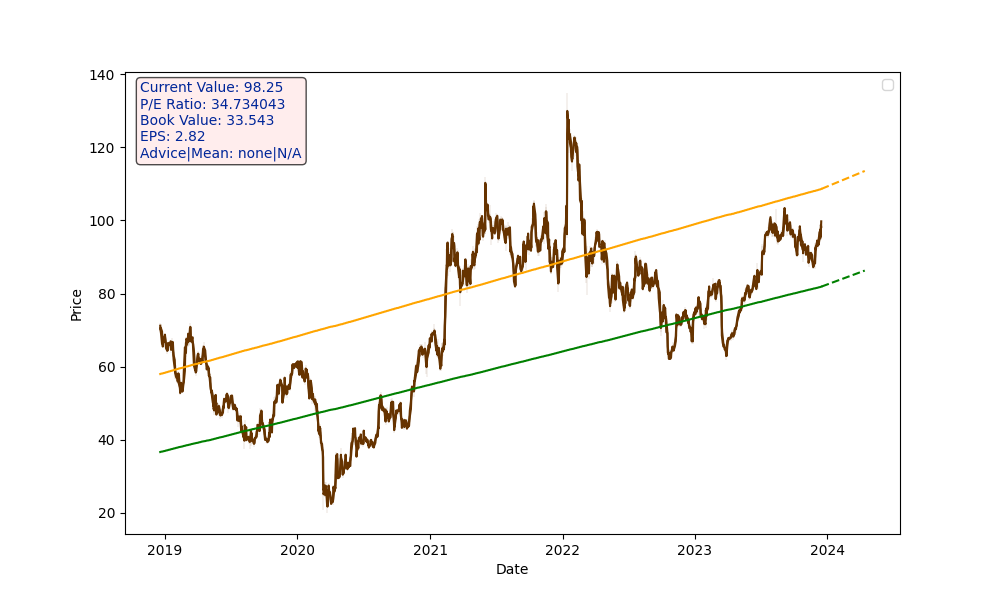 Current Value: 98.25
P/E Ratio: 34.734043
Book Value: 33.543
EPS: 2.82
Advice|Mean: none|N/A
140
120
100
80
60
40
20
Price
2019 2020 2021 2022 2023 2024
Date